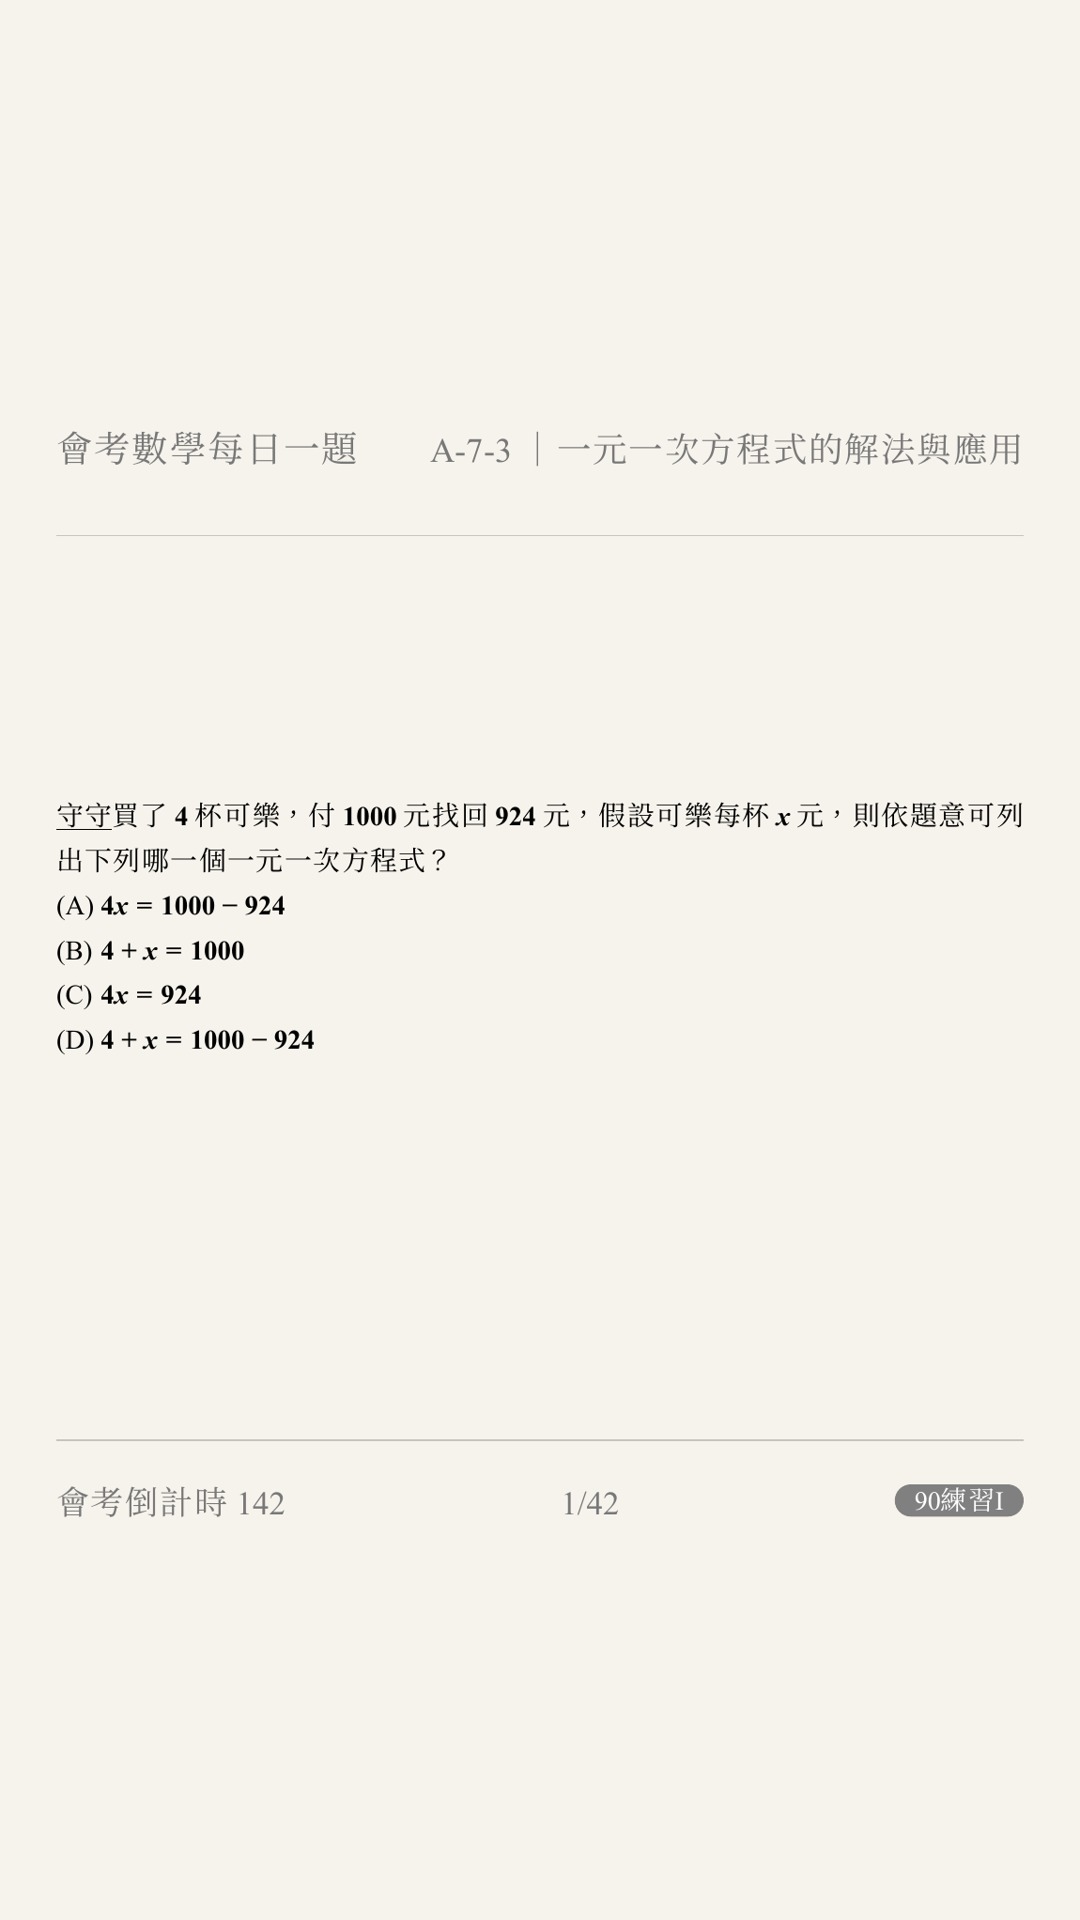 會考數學每日一題 A-7-3｜一元一次方程式的解法與應用
守守買了 4 杯可樂，付 1000 元找回 924 元，假設可樂每杯 x 元，則依題意可列
出下列哪一個一元一次方程式？
(A) 4x = 1000 − 924
(B) 4 + x = 1000
(C) 4x = 924
(D) 4 + x = 1000 − 924
會考倒計時 142 1/42 90練習I